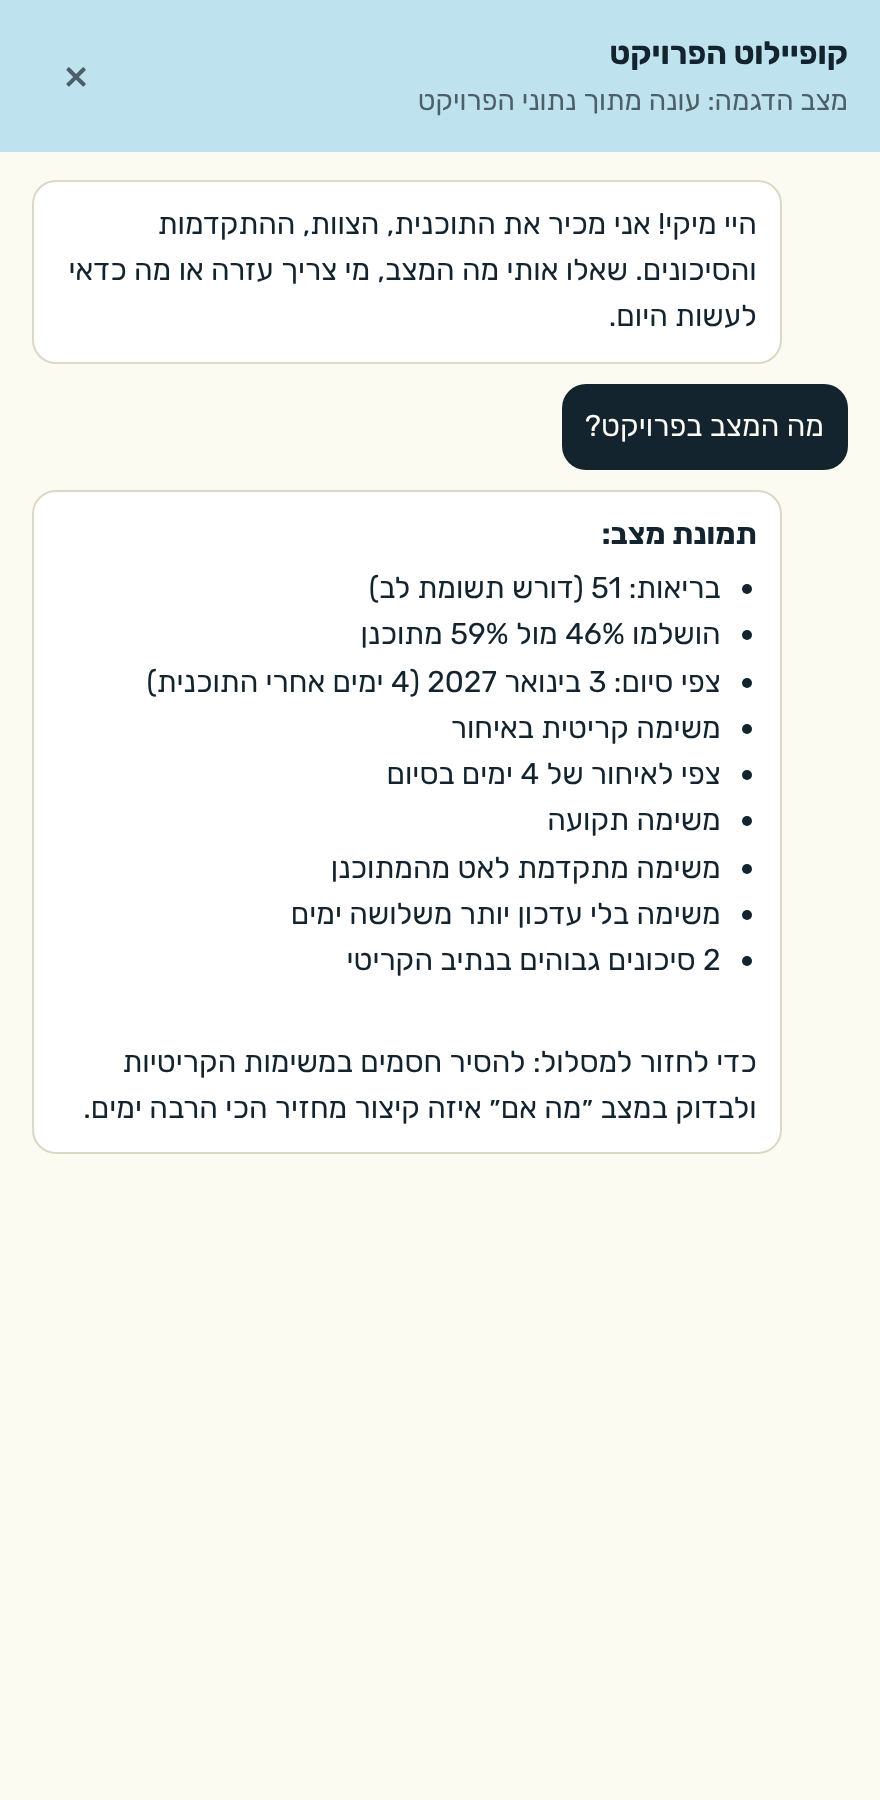 קופיילוט הפרויקט
מצב הדגמה: עונה מתוך נתוני הפרויקט
×
היי מיקי! אני מכיר את התוכנית, הצוות, ההתקדמות
והסיכונים. שאלו אותי מה המצב, מי צריך עזרה או מה כדאי
לעשות היום.
מה המצב בפרויקט?
תמונת מצב:
• בריאות: 51 (דורש תשומת לב)
• הושלמו 46% מול 59% מתוכנן
• צפי סיום: 3 בינואר 2027 (4 ימים אחרי התוכנית)
• משימה קריטית באיחור
• צפי לאיחור של 4 ימים בסיום
• משימה תקועה
• משימה מתקדמת לאט מהמתוכנן
• משימה בלי עדכון יותר משלושה ימים
• 2 סיכונים גבוהים בנתיב הקריטי
כדי לחזור למסלול: להסיר חסמים במשימות הקריטיות
ולבדוק במצב ״מה אם״ איזה קיצור מחזיר הכי הרבה ימים.